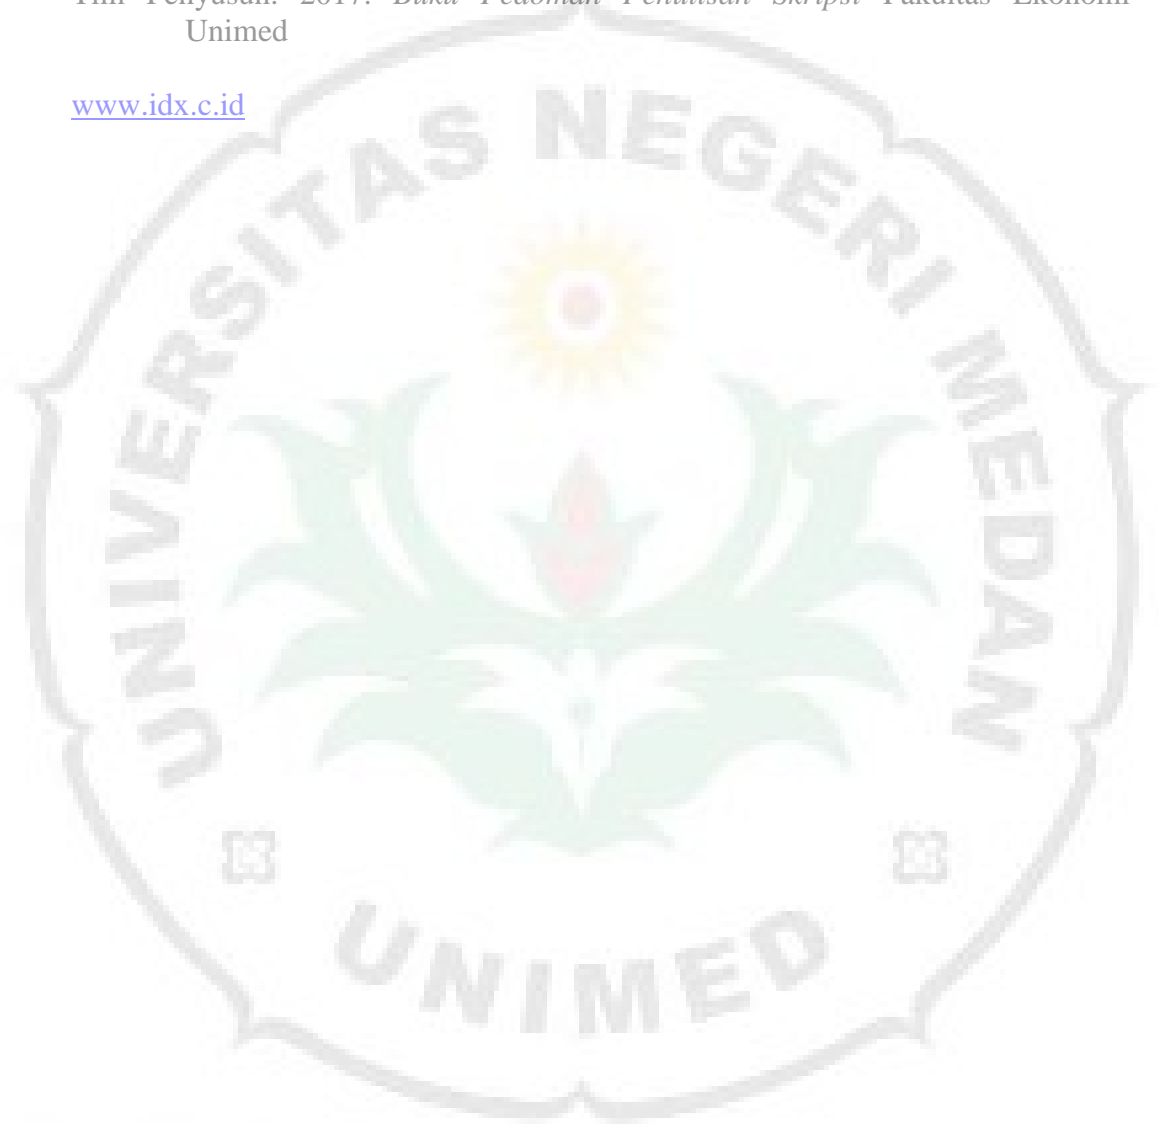 Tim Penyusun. 2017. Buku Pedoman Penulisan Skripsi Fakultas Ekonomi
Unimed
www.idx.c.id
UNIVERSITAS NEGERI MEDAN
UNIMED